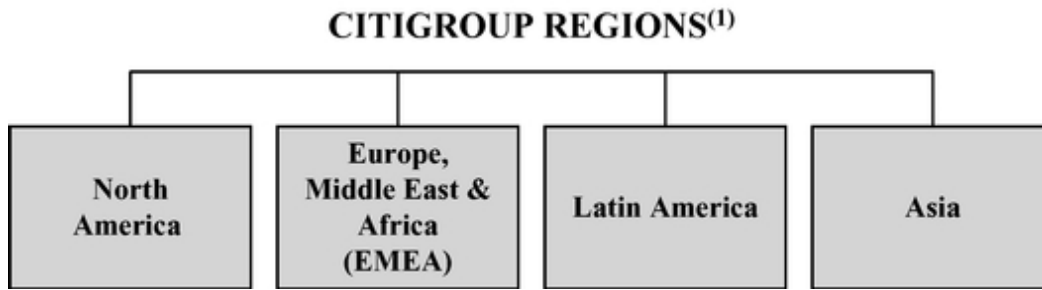 CITIGROUP REGIONS(1)
North
America
Europe,
Middle East &
Africa
(EMEA)
Latin America
Asia